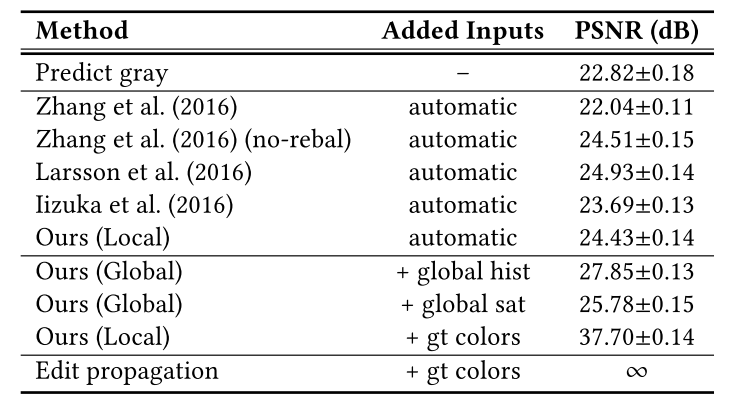 Method Added Inputs PSNR (dB)
Predict gray – 22.82±0.18
Zhang et al. (2016) automatic 22.04±0.11
Zhang et al. (2016) (no-rebal) automatic 24.51±0.15
Larsson et al. (2016) automatic 24.93±0.14
Iizuka et al. (2016) automatic 23.69±0.13
Ours (Local) automatic 24.43±0.14
Ours (Global) + global hist 27.85±0.13
Ours (Global) + global sat 25.78±0.15
Ours (Local) + gt colors 37.70±0.14
Edit propagation + gt colors ∞